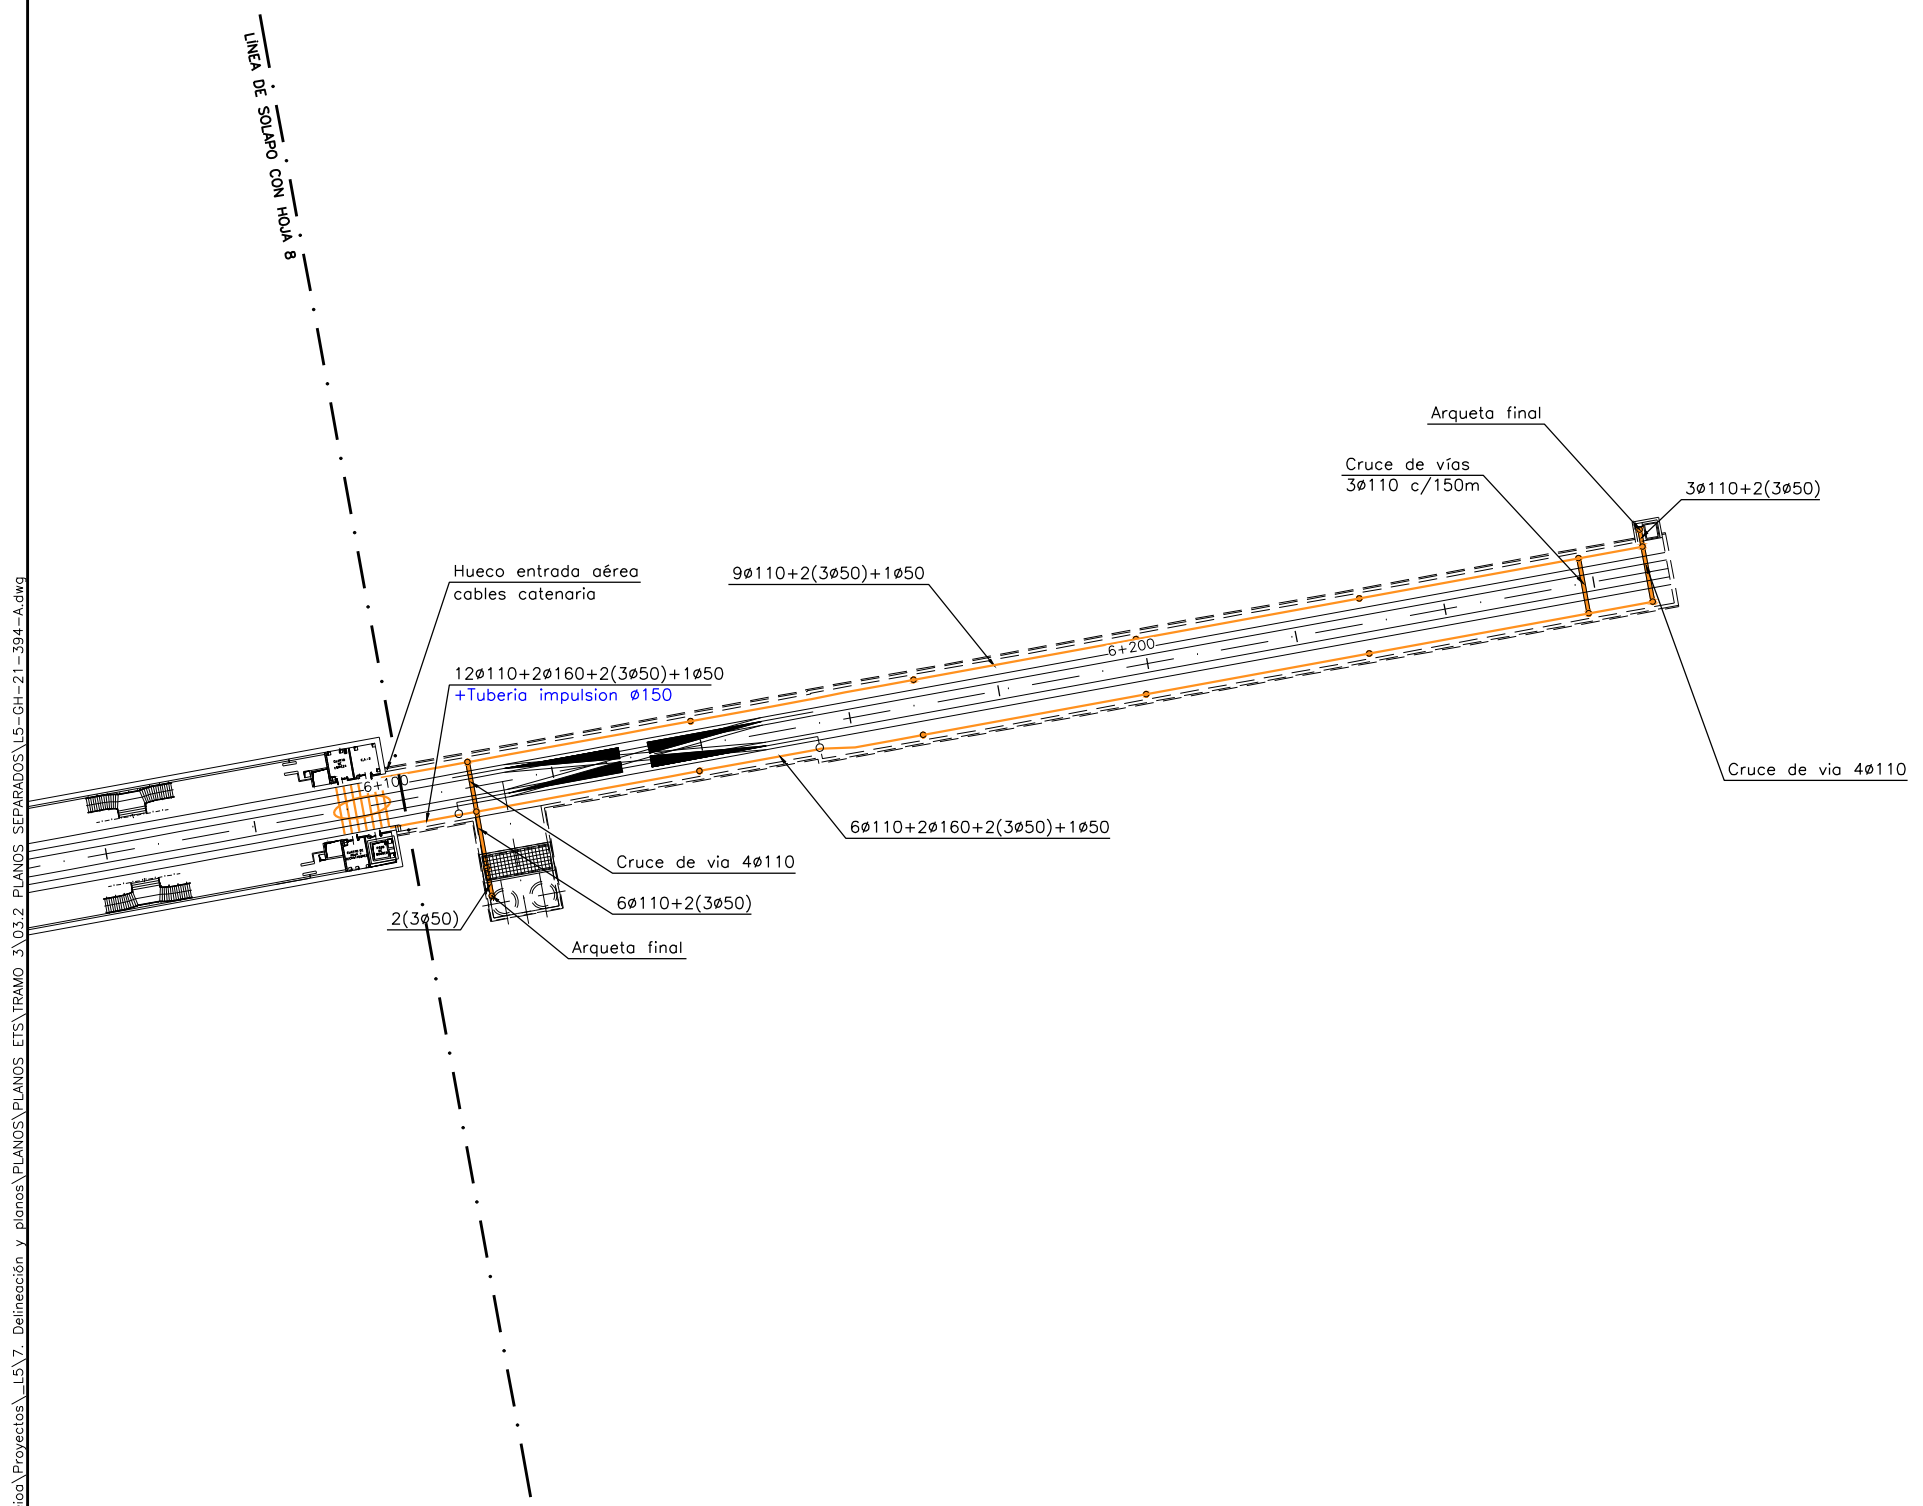 LÍNEA DE SOLAPO CON HOJA 8
Arqueta final
Cruce de vías
3ø110 c/150m
3ø110+2(3ø50)
Hueco entrada aérea
cables catenaria
9ø110+2(3ø50)+1ø50
6+200
12ø110+2ø160+2(3ø50)+1ø50
+Tuberia impulsion ø150
6+100
Cruce de via 4ø110
6ø110+2ø160+2(3ø50)+1ø50
Cruce de via 4ø110
6ø110+2(3ø50)
2(3ø50)
Arqueta final
\Proyectos\_L5\7. Delineación y planos\PLANOS\PLANOS ETS\TRAMO 3\03.2 PLANOS SEPARADOS\L5-GH-21-394-A.dwg